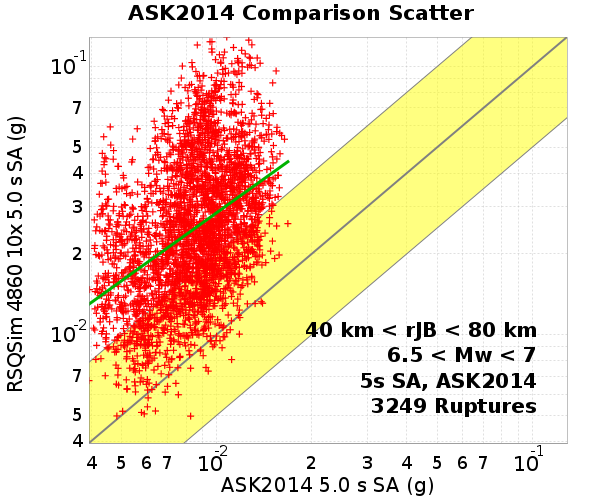 ASK2014 Comparison Scatter
RSQSim 4860 10x 5.0 s SA (g)
10⁻¹
7
5
4
3
2
10⁻²
7
5
4
40 km < rJB < 80 km
6.5 < Mw < 7
5s SA, ASK2014
3249 Ruptures
4 5 6 7 10⁻² 2 3 4 5 6 7 10⁻¹
ASK2014 5.0 s SA (g)